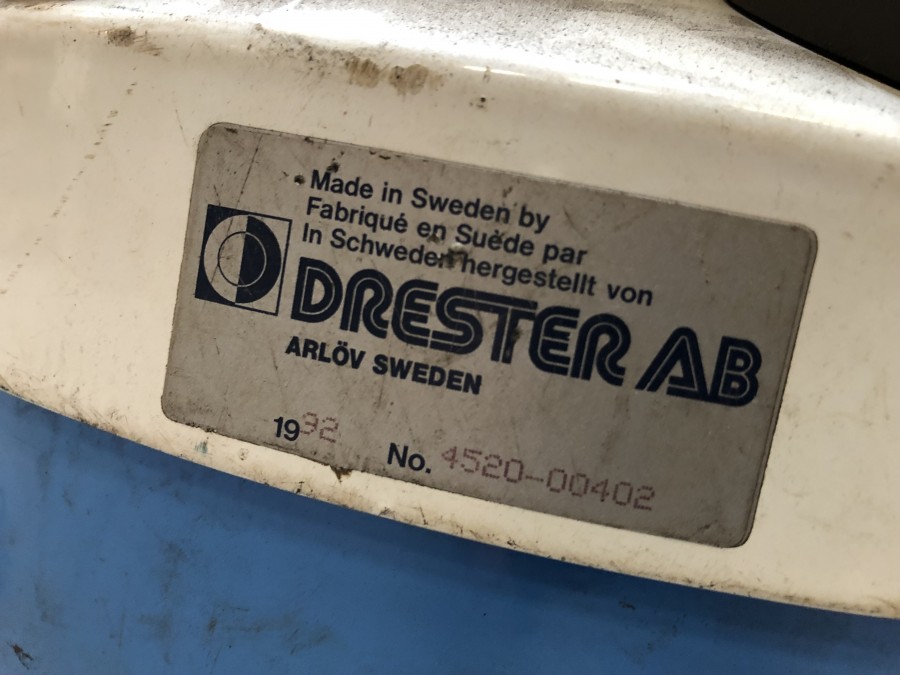 Made in Sweden by
Fabriqué en Suède par
In Schweden hergestellt von
DRESTER AB
ARLÖV SWEDEN
1992 No. 4520-00402